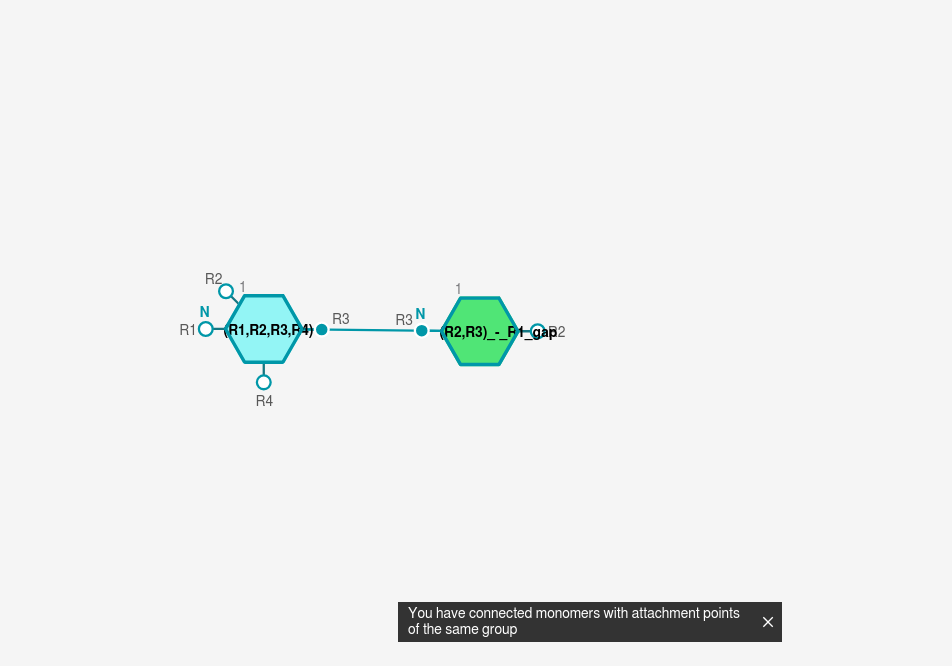 R2
1
N
R1
(R1,R2,R3,R4)
R3
R4
R3
N
1
(R2,R3)_-_R1_gap
R2
You have connected monomers with attachment points
of the same group